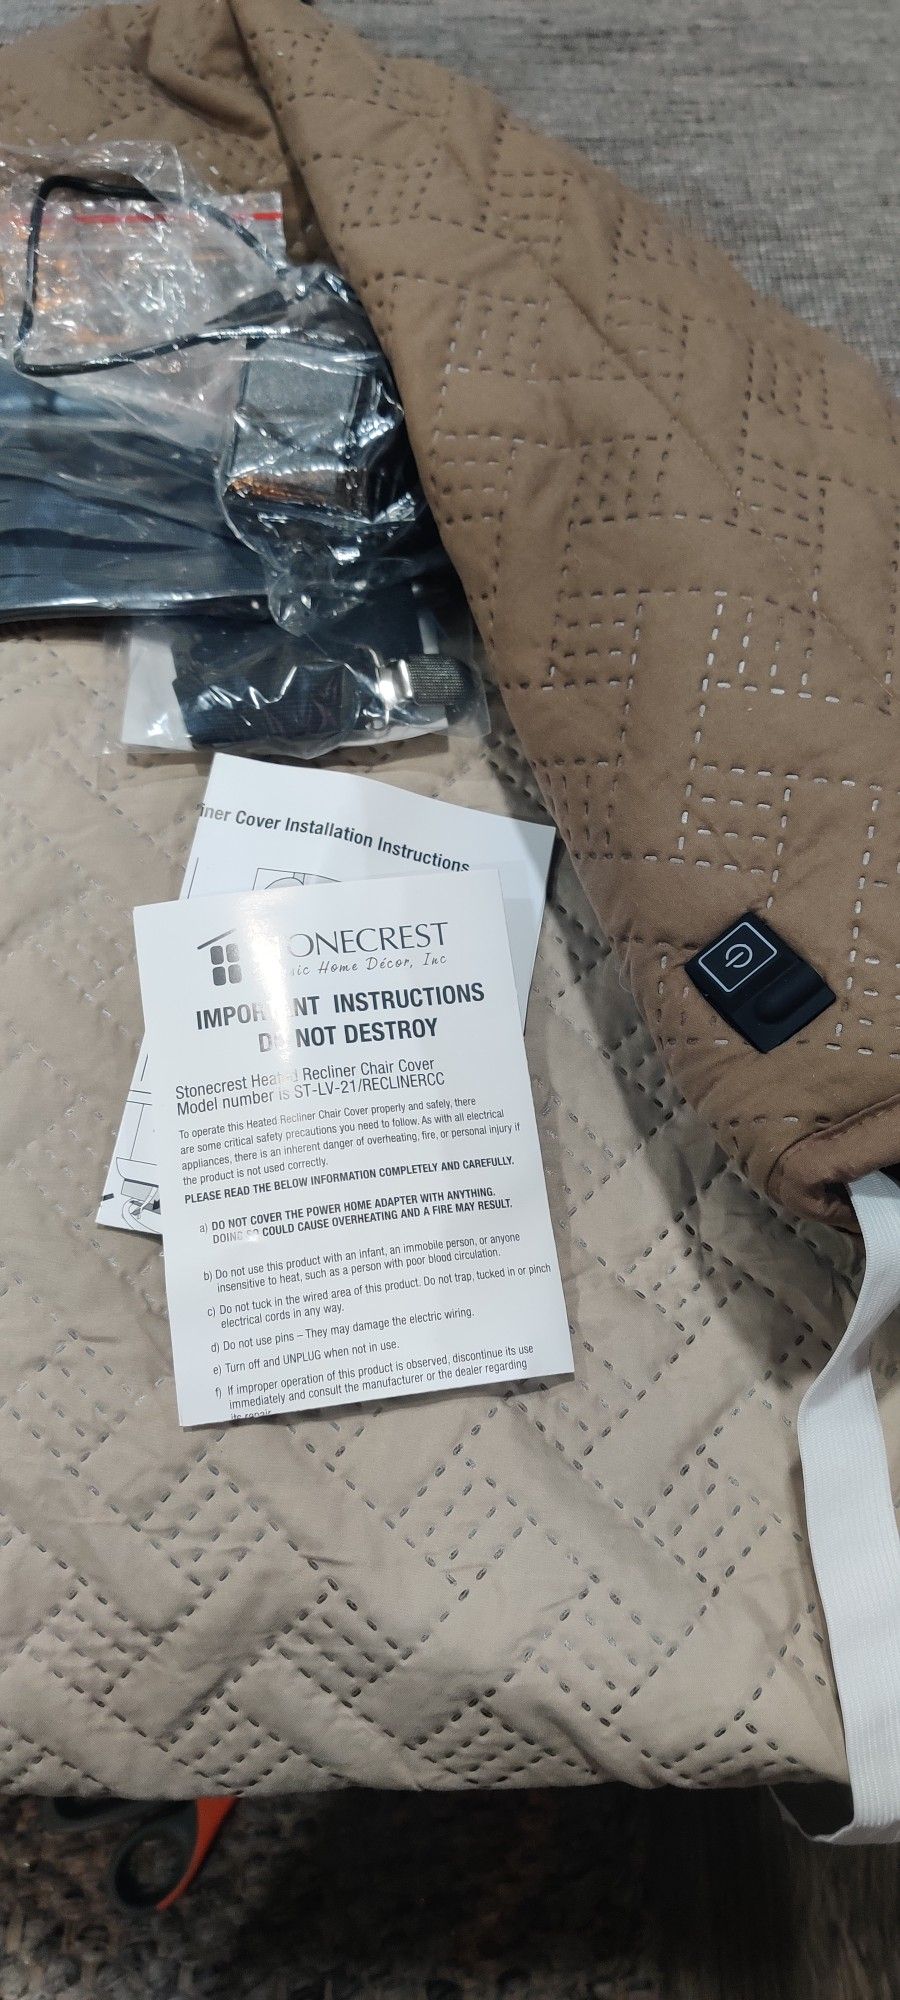 Cover Installation Instructions
Home Décor, Inc
INSTRUCTIONS
NOT DESTROY
Stonecrest Recliner Chair Cover
Model number is ST-LV-21/RECLINERCC
To operate this Heated Recliner Chair Cover properly and safely, there
are some critical safety precautions you need to follow. As with all electrical
appliances, there is an inherent danger of overheating, fire, or personal injury if
the product is not used correctly.
PLEASE READ THE BELOW INFORMATION COMPLETELY AND CAREFULLY.
a) DO NOT COVER THE POWER HOME ADAPTER WITH ANYTHING.
DOING SO COULD CAUSE OVERHEATING AND A FIRE MAY RESULT.
b) Do not use this product with an infant, an immobile person, or anyone
insensitive to heat, such as a person with poor blood circulation.
c) Do not tuck in the wired area of this product. Do not trap, tucked in or pinch
electrical cords in any way.
d) Do not use pins – They may damage the electric wiring.
e) Turn off and UNPLUG when not in use.
f) If improper operation of this product is observed, discontinue its use
immediately and consult the manufacturer or the dealer regarding
its repair